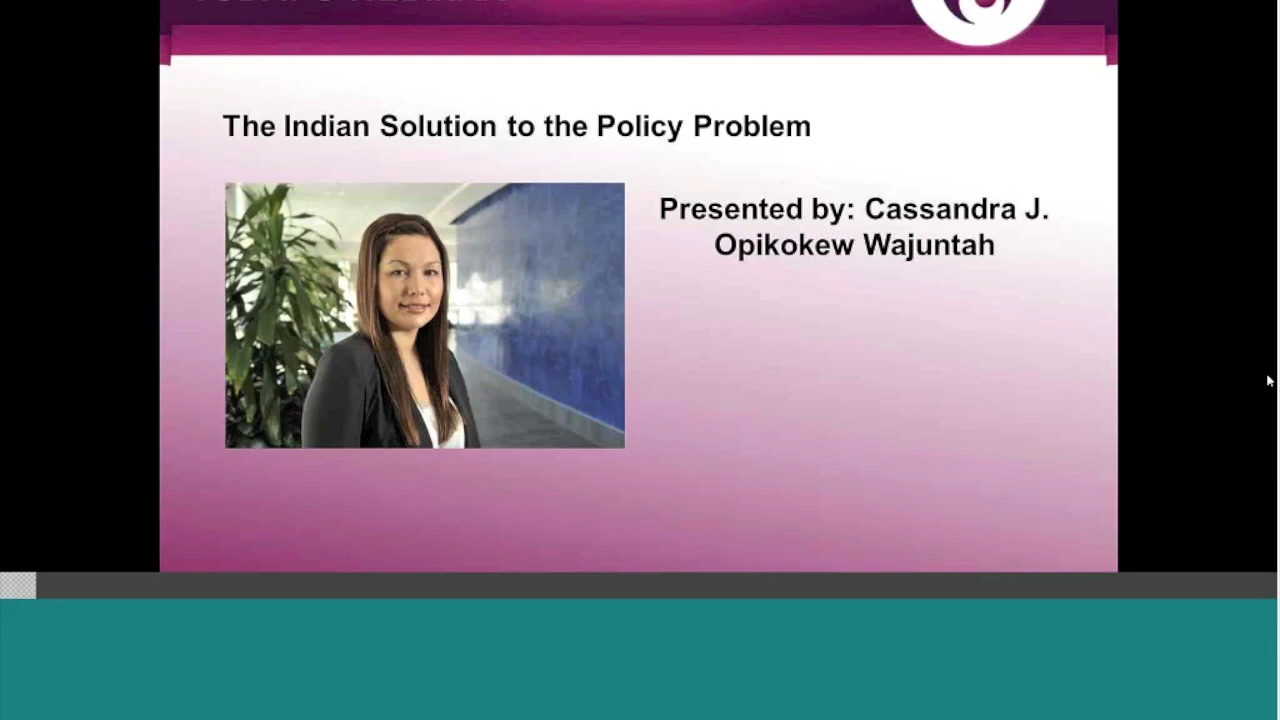 The Indian Solution to the Policy Problem
Presented by: Cassandra J.
Opikokew Wajuntah